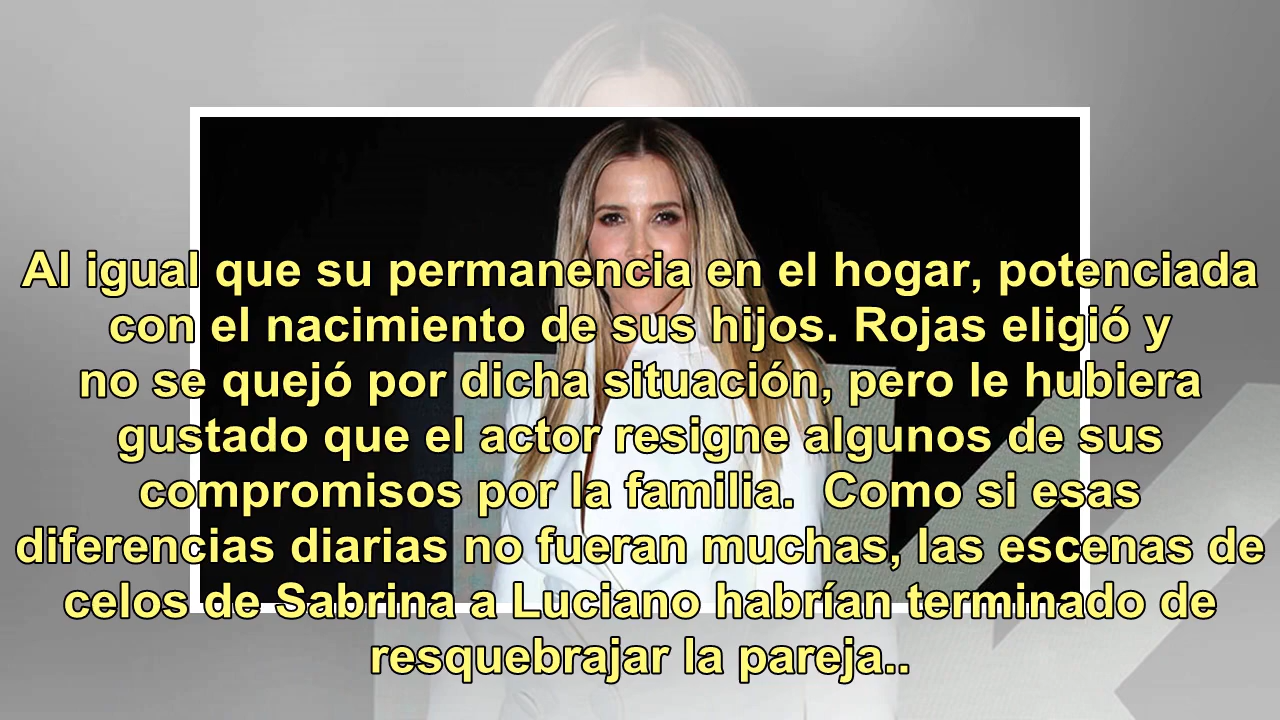 Al igual que su permanencia en el hogar, potenciada
con el nacimiento de sus hijos. Rojas eligió y
no se quejó por dicha situación, pero le hubiera
gustado que el actor resigne algunos de sus
compromisos por la familia.  Como si esas
diferencias diarias no fueran muchas, las escenas de
celos de Sabrina a Luciano habrían terminado de
resquebrajar la pareja..